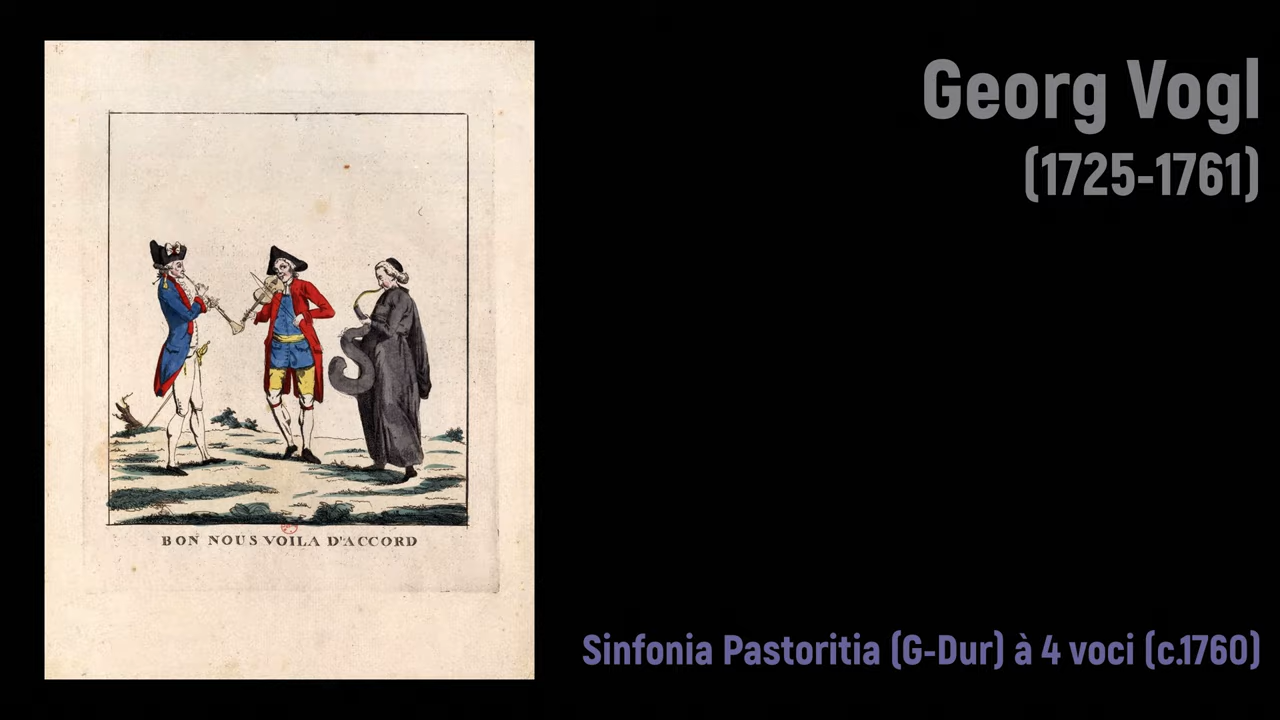 Georg Vogl
(1725-1761)
BON NOUS VOILA D'ACCORD
Sinfonia Pastoritia (G-Dur) à 4 voci (c.1760)